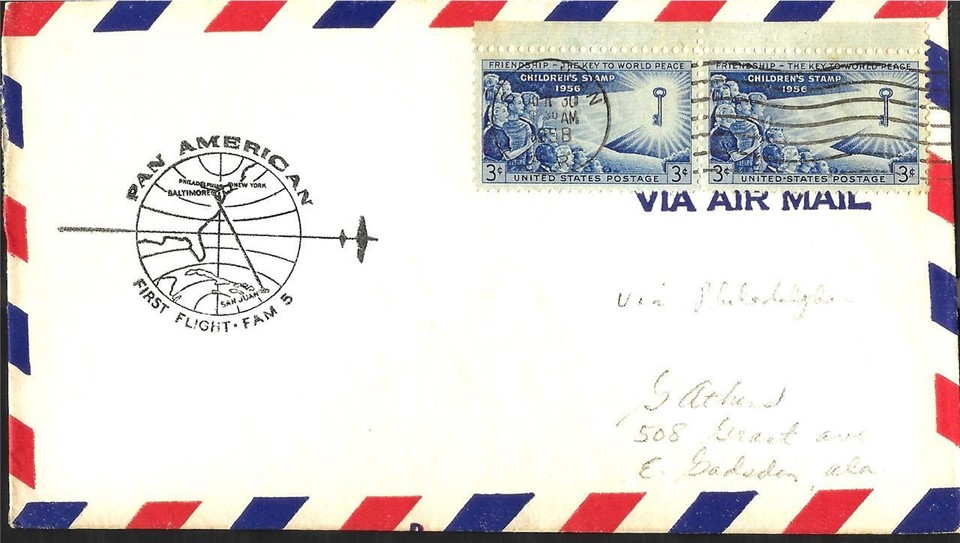 FRIENDSHIP - THE KEY TO WORLD PEACE
CHILDREN'S STAMP
1956
3¢ UNITED STATES POSTAGE 3¢
FRIENDSHIP - THE KEY TO WORLD PEACE
CHILDREN'S STAMP
1956
3¢ UNITED STATES POSTAGE 3¢
30
AM
VIA AIR MAIL
PAN AMERICAN
PHILADELPHIA
NEW YORK
BALTIMORE
SAN JUAN
FIRST FLIGHT · FAM 5
Via Philadelphia
G Athens
508 Grant ave
E. Gadsden, ala